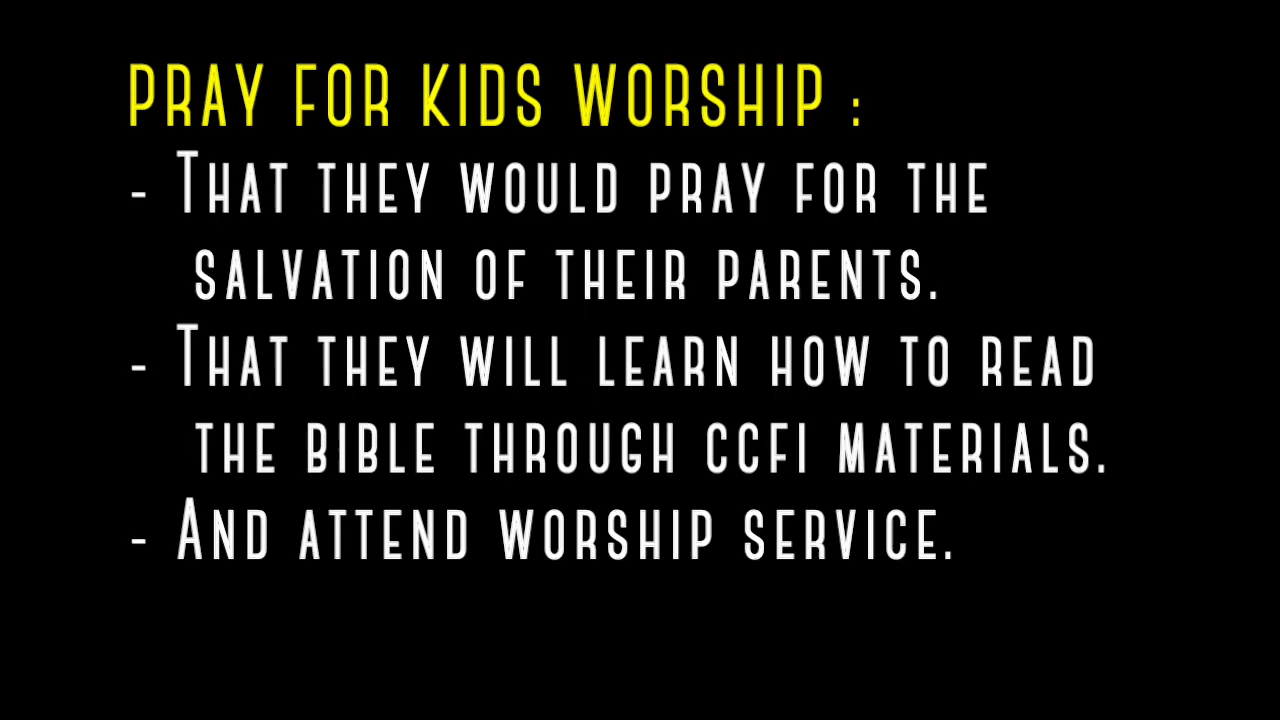 PRAY FOR KIDS WORSHIP :
- THAT THEY WOULD PRAY FOR THE
SALVATION OF THEIR PARENTS.
- THAT THEY WILL LEARN HOW TO READ
THE BIBLE THROUGH CCFI MATERIALS.
- AND ATTEND WORSHIP SERVICE.